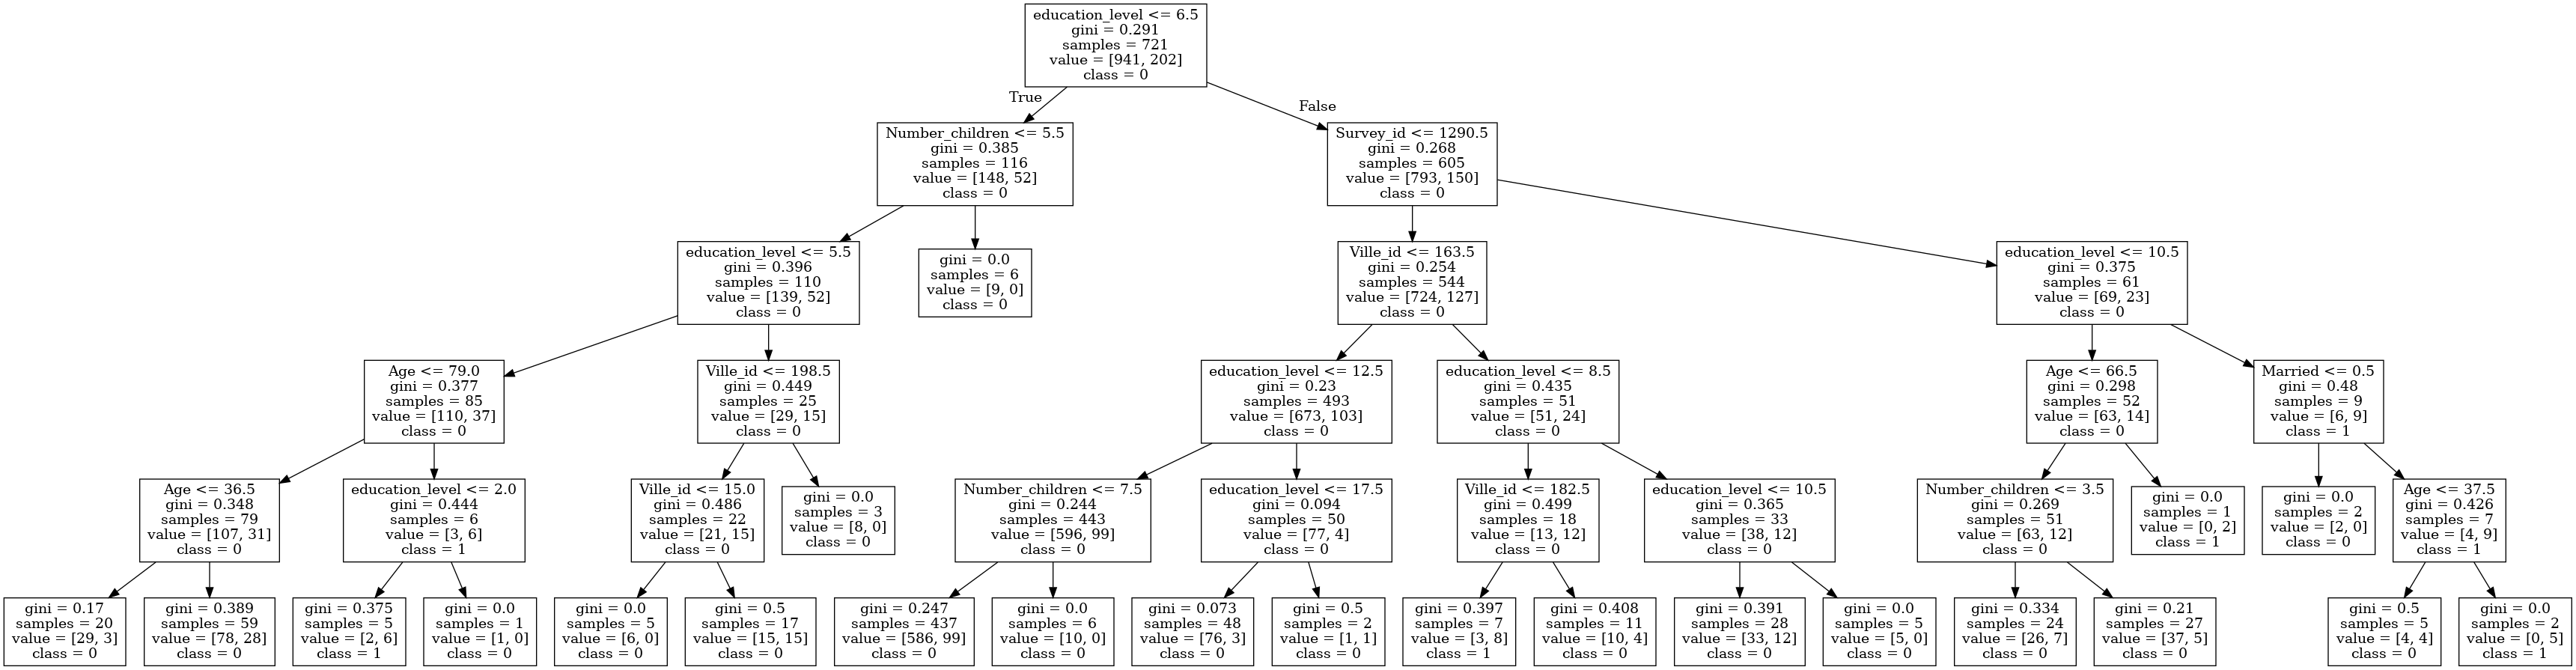 education_level <= 6.5
gini = 0.291
samples = 721
value = [941, 202]
class = 0
True
False
Number_children <= 5.5
gini = 0.385
samples = 116
value = [148, 52]
class = 0
Survey_id <= 1290.5
gini = 0.268
samples = 605
value = [793, 150]
class = 0
education_level <= 5.5
gini = 0.396
samples = 110
value = [139, 52]
class = 0
gini = 0.0
samples = 6
value = [9, 0]
class = 0
Ville_id <= 163.5
gini = 0.254
samples = 544
value = [724, 127]
class = 0
education_level <= 10.5
gini = 0.375
samples = 61
value = [69, 23]
class = 0
Age <= 79.0
gini = 0.377
samples = 85
value = [110, 37]
class = 0
Ville_id <= 198.5
gini = 0.449
samples = 25
value = [29, 15]
class = 0
education_level <= 12.5
gini = 0.23
samples = 493
value = [673, 103]
class = 0
education_level <= 8.5
gini = 0.435
samples = 51
value = [51, 24]
class = 0
Age <= 66.5
gini = 0.298
samples = 52
value = [63, 14]
class = 0
Married <= 0.5
gini = 0.48
samples = 9
value = [6, 9]
class = 1
Age <= 36.5
gini = 0.348
samples = 79
value = [107, 31]
class = 0
education_level <= 2.0
gini = 0.444
samples = 6
value = [3, 6]
class = 1
Ville_id <= 15.0
gini = 0.486
samples = 22
value = [21, 15]
class = 0
gini = 0.0
samples = 3
value = [8, 0]
class = 0
Number_children <= 7.5
gini = 0.244
samples = 443
value = [596, 99]
class = 0
education_level <= 17.5
gini = 0.094
samples = 50
value = [77, 4]
class = 0
Ville_id <= 182.5
gini = 0.499
samples = 18
value = [13, 12]
class = 0
education_level <= 10.5
gini = 0.365
samples = 33
value = [38, 12]
class = 0
Number_children <= 3.5
gini = 0.269
samples = 51
value = [63, 12]
class = 0
gini = 0.0
samples = 1
value = [0, 2]
class = 1
gini = 0.0
samples = 2
value = [2, 0]
class = 0
Age <= 37.5
gini = 0.426
samples = 7
value = [4, 9]
class = 1
gini = 0.17
samples = 20
value = [29, 3]
class = 0
gini = 0.389
samples = 59
value = [78, 28]
class = 0
gini = 0.375
samples = 5
value = [2, 6]
class = 1
gini = 0.0
samples = 1
value = [1, 0]
class = 0
gini = 0.0
samples = 5
value = [6, 0]
class = 0
gini = 0.5
samples = 17
value = [15, 15]
class = 0
gini = 0.247
samples = 437
value = [586, 99]
class = 0
gini = 0.0
samples = 6
value = [10, 0]
class = 0
gini = 0.073
samples = 48
value = [76, 3]
class = 0
gini = 0.5
samples = 2
value = [1, 1]
class = 0
gini = 0.397
samples = 7
value = [3, 8]
class = 1
gini = 0.408
samples = 11
value = [10, 4]
class = 0
gini = 0.391
samples = 28
value = [33, 12]
class = 0
gini = 0.0
samples = 5
value = [5, 0]
class = 0
gini = 0.334
samples = 24
value = [26, 7]
class = 0
gini = 0.21
samples = 27
value = [37, 5]
class = 0
gini = 0.5
samples = 5
value = [4, 4]
class = 0
gini = 0.0
samples = 2
value = [0, 5]
class = 1